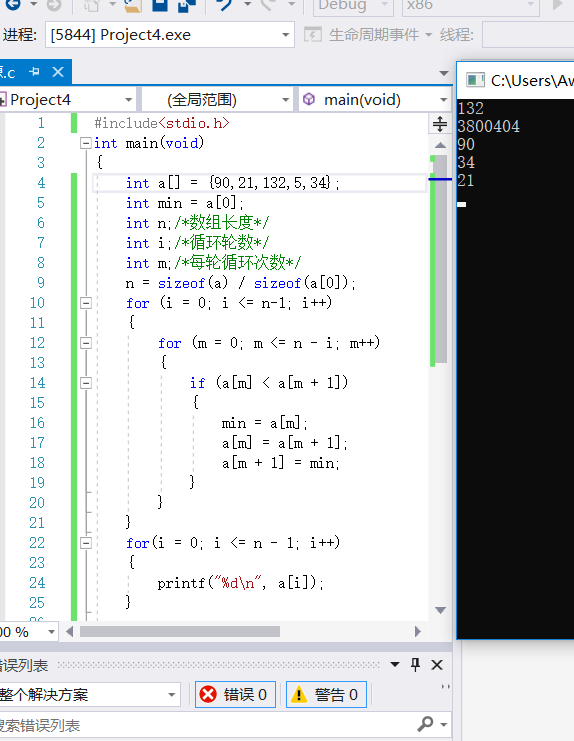 Debug
x86
进程:
[5844] Project4.exe
生命周期事件
线程:
.c
Project4
(全局范围)
main(void)
1 #include<stdio.h>
2 int main(void)
3 {
4 int a[] = {90,21,132,5,34};
5 int min = a[0];
6 int n;/*数组长度*/
7 int i;/*循环轮数*/
8 int m;/*每轮循环次数*/
9 n = sizeof(a) / sizeof(a[0]);
10 for (i = 0; i <= n-1; i++)
11 {
12 for (m = 0; m <= n - i; m++)
13 {
14 if (a[m] < a[m + 1])
15 {
16 min = a[m];
17 a[m] = a[m + 1];
18 a[m + 1] = min;
19 }
20 }
21 }
22 for(i = 0; i <= n - 1; i++)
23 {
24 printf("%d\n", a[i]);
25 }
00 %
错误列表
整个解决方案
错误 0
警告 0
搜索错误列表
C:\Users\Aw
132
3800404
90
34
21